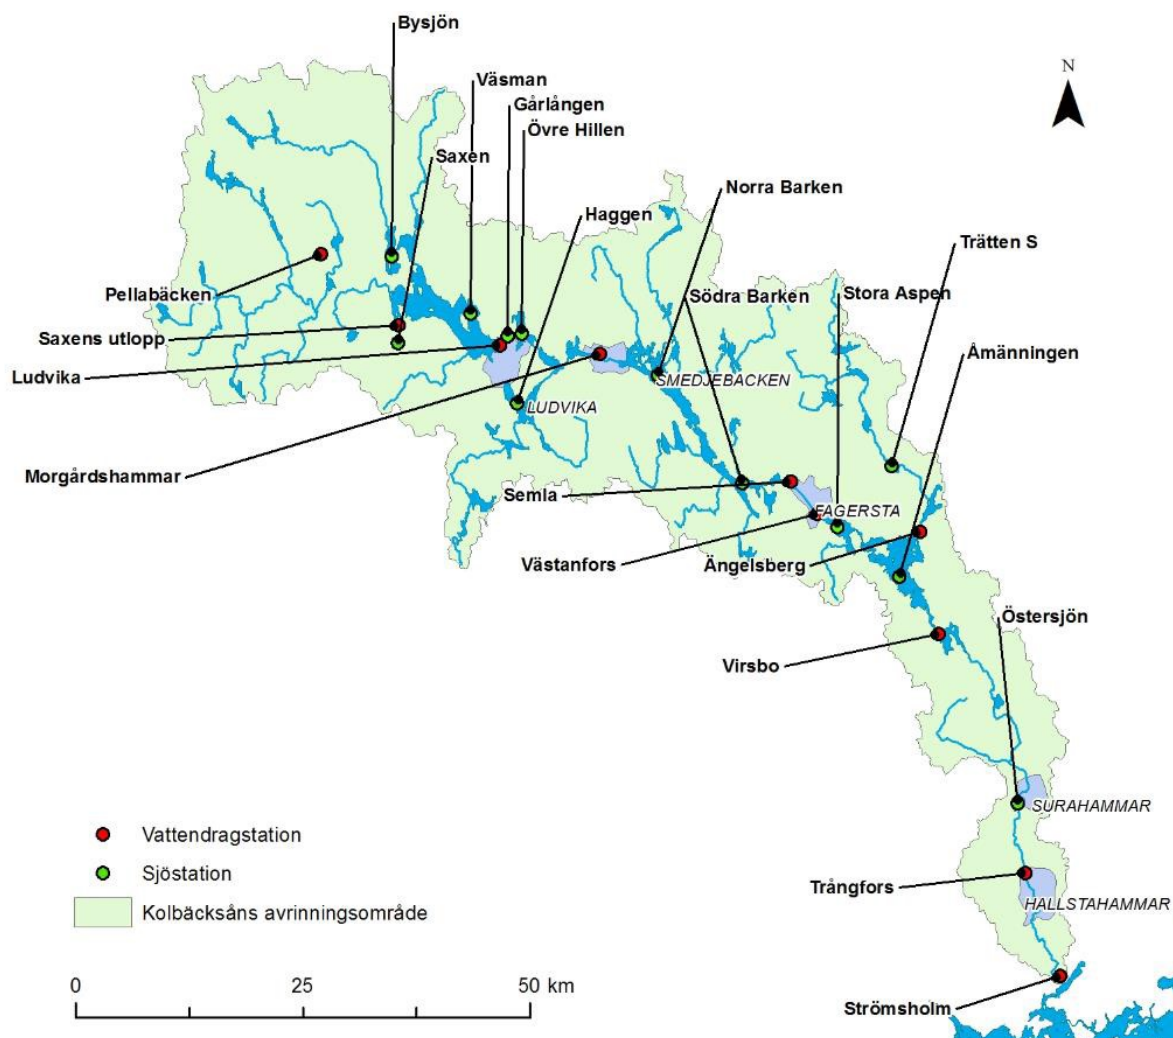 Bysjön
N
Väsman
Gårlången
Övre Hillen
Saxen
Norra Barken
Haggen
Trätten S
Pellabäcken
Södra Barken
Stora Aspen
Saxens utlopp
Åmänningen
Ludvika
SMEDJEBACKEN
LUDVIKA
Morgårdshammar
Semla
FAGERSTA
Västanfors
Ängelsberg
Östersjön
Virsbo
SURAHAMMAR
Vattendragstation
Sjöstation
Trångfors
HALLSTAHAMMAR
Kolbäcksåns avrinningsområde
0 25 50 km
Strömsholm